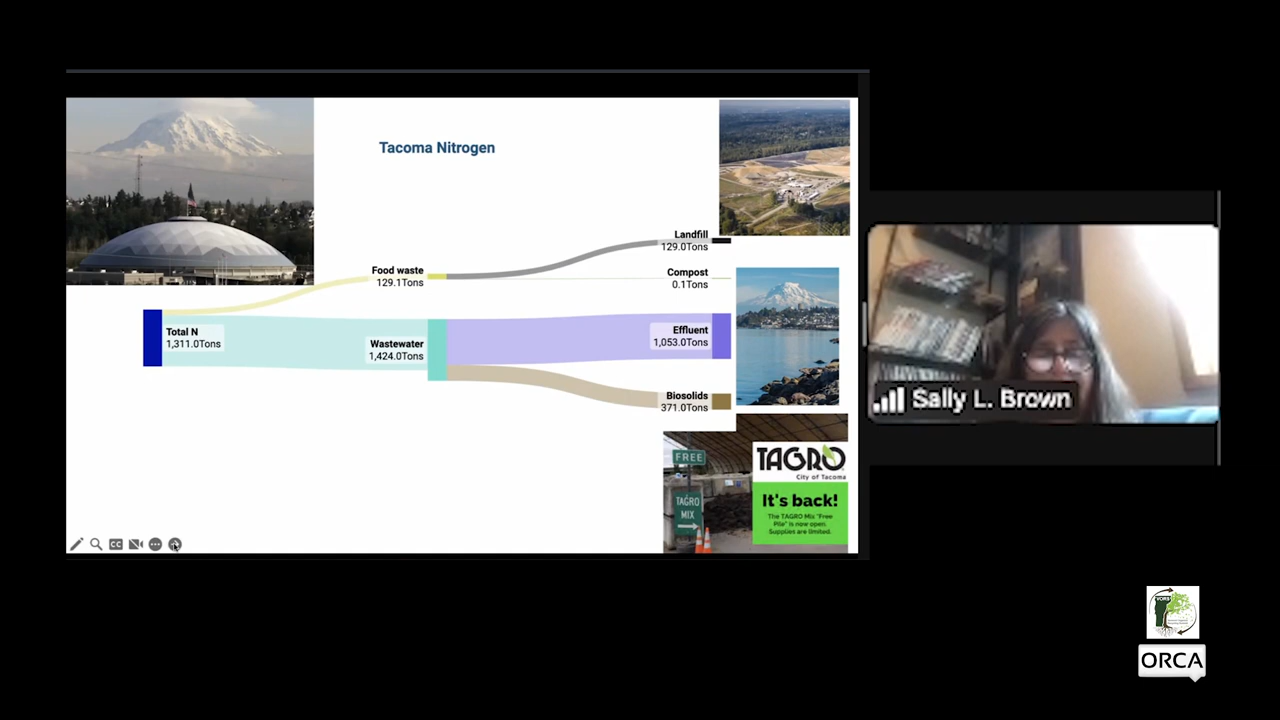 Tacoma Nitrogen
Landfill
129.0Tons
Food waste
129.1Tons
Compost
0.1Tons
Total N
1,311.0Tons
Wastewater
1,424.0Tons
Effluent
1,053.0Tons
Biosolids
371.0Tons
FREE
TAGRO
MIX
TAGRO
City of Tacoma
It's back!
The TAGRO Mix "Free
Pile" is now open.
Supplies are limited.
CC
Sally L. Brown
ORCA